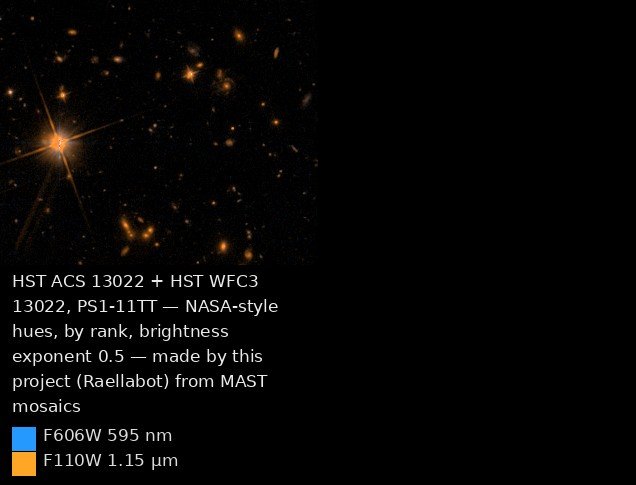 HST ACS 13022 + HST WFC3
13022, PS1-11TT — NASA-style
hues, by rank, brightness
exponent 0.5 — made by this
project (Raellabot) from MAST
mosaics
F606W 595 nm
F110W 1.15 µm